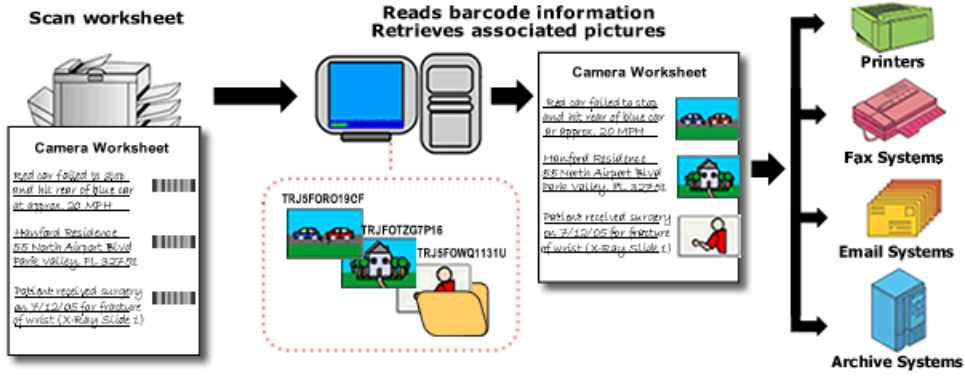 Scan worksheet
Reads barcode information
Retrieves associated pictures
Camera Worksheet
Red car failed to stop
and hit rear of blue car
at approx. 20 MPH
Hanford Residence
55 North Airport Blvd
Park Valley, FL
Patient received surgery
on 7/12/05 for fracture
of wrist (X-Ray Slide 1)
TRJ5FORO19CF
TRJFOTZG7P16
TRJ5FOWQ1131U
Camera Worksheet
Red car failed to stop
and hit rear of blue car
at approx. 20 MPH
Hanford Residence
55 North Airport Blvd
Park Valley, FL
Patient received surgery
on 7/12/05 for fracture
of wrist (X-Ray Slide 1)
Printers
Fax Systems
Email Systems
Archive Systems